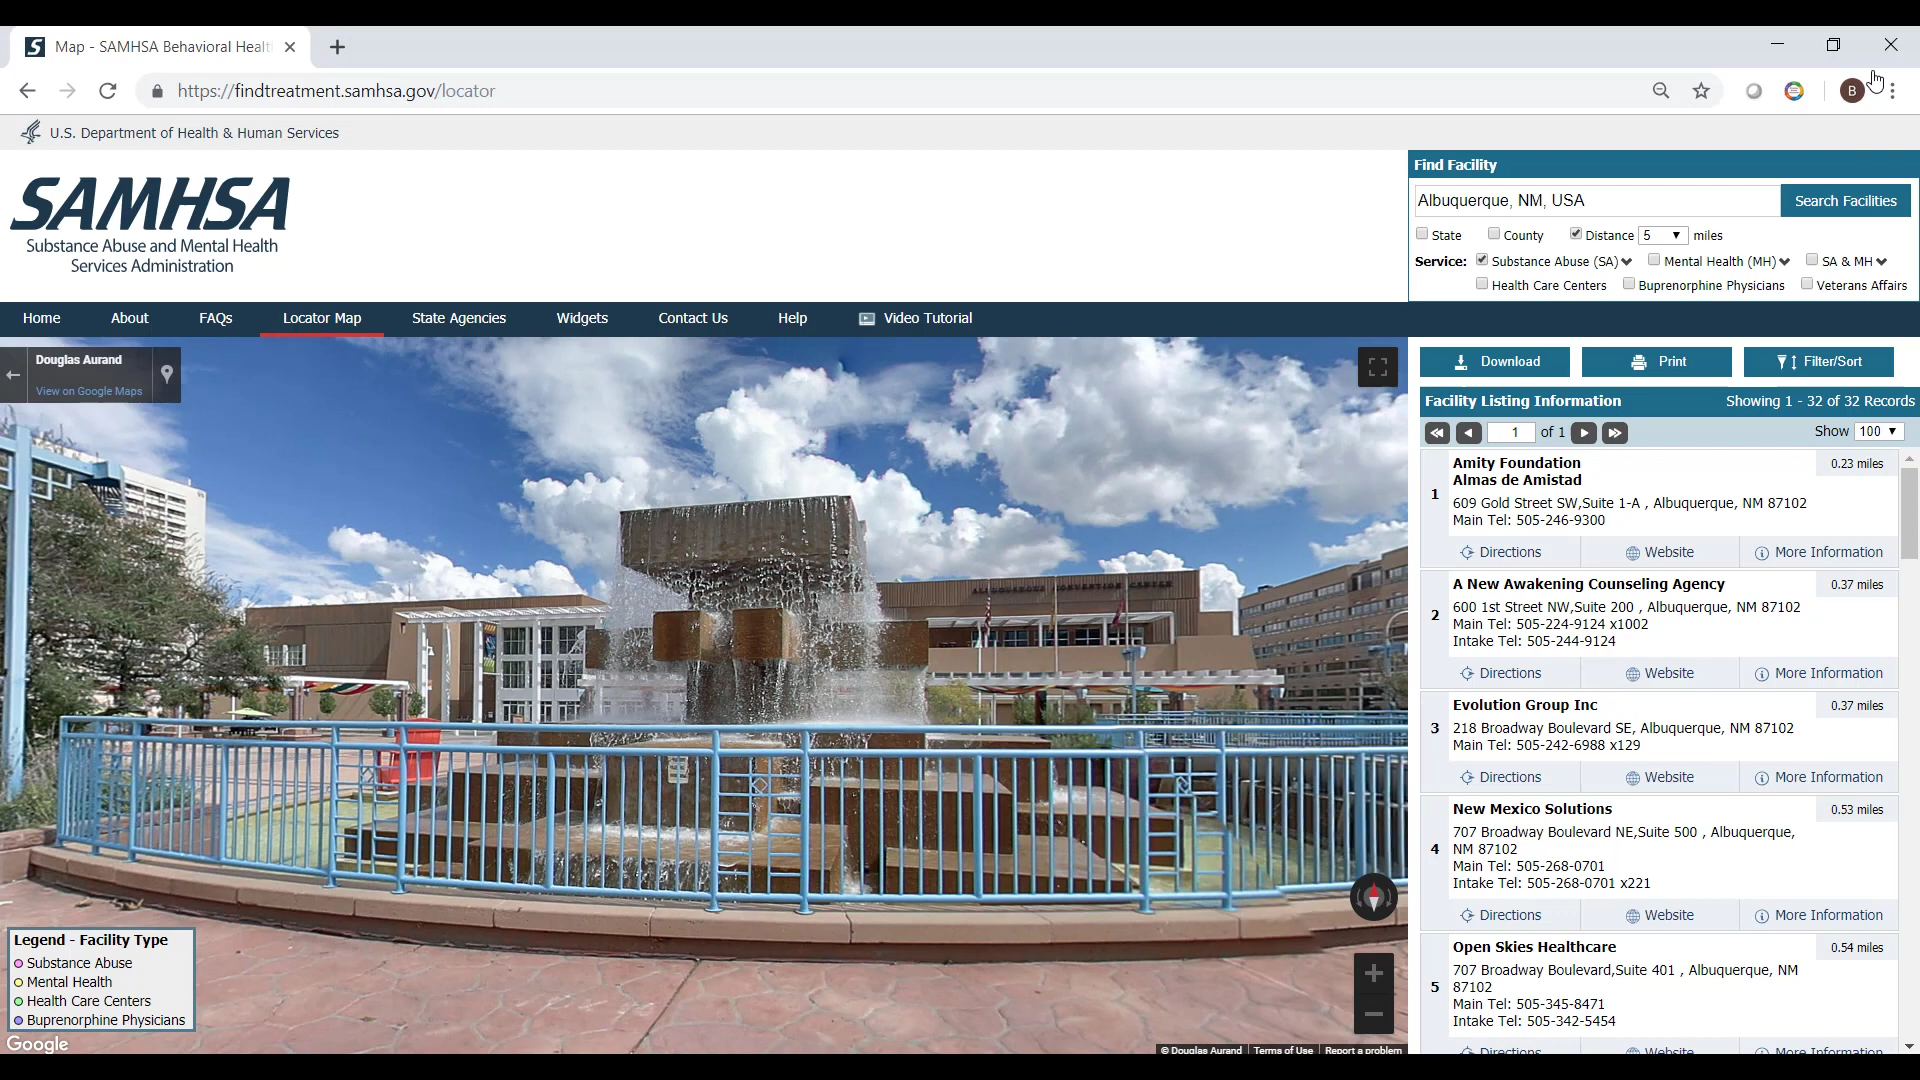 Map - SAMHSA Behavioral Healt
https://findtreatment.samhsa.gov/locator
B
U.S. Department of Health & Human Services
SAMHSA
Substance Abuse and Mental Health
Services Administration
Find Facility
Albuquerque, NM, USA
Search Facilities
State County Distance 5 miles
Service: Substance Abuse (SA) Mental Health (MH) SA & MH
Health Care Centers Buprenorphine Physicians Veterans Affairs
Home About FAQs Locator Map State Agencies Widgets Contact Us Help Video Tutorial
Douglas Aurand
View on Google Maps
ALBUQUERQUE CONVENTION CENTER
Legend - Facility Type
Substance Abuse
Mental Health
Health Care Centers
Buprenorphine Physicians
Google
© Douglas Aurand Terms of Use Report a problem
Download Print Filter/Sort
Facility Listing Information Showing 1 - 32 of 32 Records
1 of 1 Show 100
1
Amity Foundation 0.23 miles
Almas de Amistad
609 Gold Street SW,Suite 1-A , Albuquerque, NM 87102
Main Tel: 505-246-9300
Directions Website More Information
2
A New Awakening Counseling Agency 0.37 miles
600 1st Street NW,Suite 200 , Albuquerque, NM 87102
Main Tel: 505-224-9124 x1002
Intake Tel: 505-244-9124
Directions Website More Information
3
Evolution Group Inc 0.37 miles
218 Broadway Boulevard SE, Albuquerque, NM 87102
Main Tel: 505-242-6988 x129
Directions Website More Information
4
New Mexico Solutions 0.53 miles
707 Broadway Boulevard NE,Suite 500 , Albuquerque,
NM 87102
Main Tel: 505-268-0701
Intake Tel: 505-268-0701 x221
Directions Website More Information
5
Open Skies Healthcare 0.54 miles
707 Broadway Boulevard,Suite 401 , Albuquerque, NM
87102
Main Tel: 505-345-8471
Intake Tel: 505-342-5454
Directions Website More Information